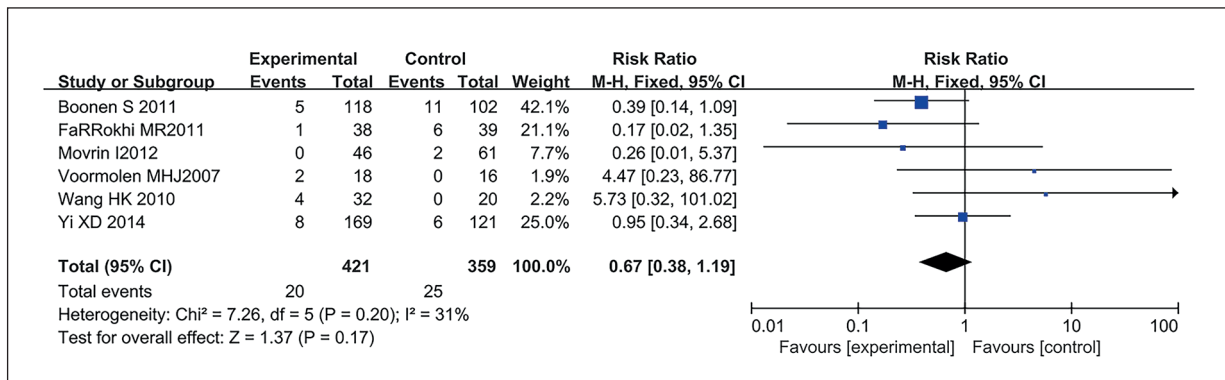 Experimental Control Risk Ratio Risk Ratio
Study or Subgroup Events Total Events Total Weight M-H, Fixed, 95% CI M-H, Fixed, 95% CI
Boonen S 2011 5 118 11 102 42.1% 0.39 [0.14, 1.09]
FaRRokhi MR2011 1 38 6 39 21.1% 0.17 [0.02, 1.35]
Movrin I2012 0 46 2 61 7.7% 0.26 [0.01, 5.37]
Voormolen MHJ2007 2 18 0 16 1.9% 4.47 [0.23, 86.77]
Wang HK 2010 4 32 0 20 2.2% 5.73 [0.32, 101.02]
Yi XD 2014 8 169 6 121 25.0% 0.95 [0.34, 2.68]
Total (95% CI) 421 359 100.0% 0.67 [0.38, 1.19]
Total events 20 25
Heterogeneity: Chi² = 7.26, df = 5 (P = 0.20); I² = 31%
Test for overall effect: Z = 1.37 (P = 0.17)
0.01 0.1 1 10 100
Favours [experimental] Favours [control]